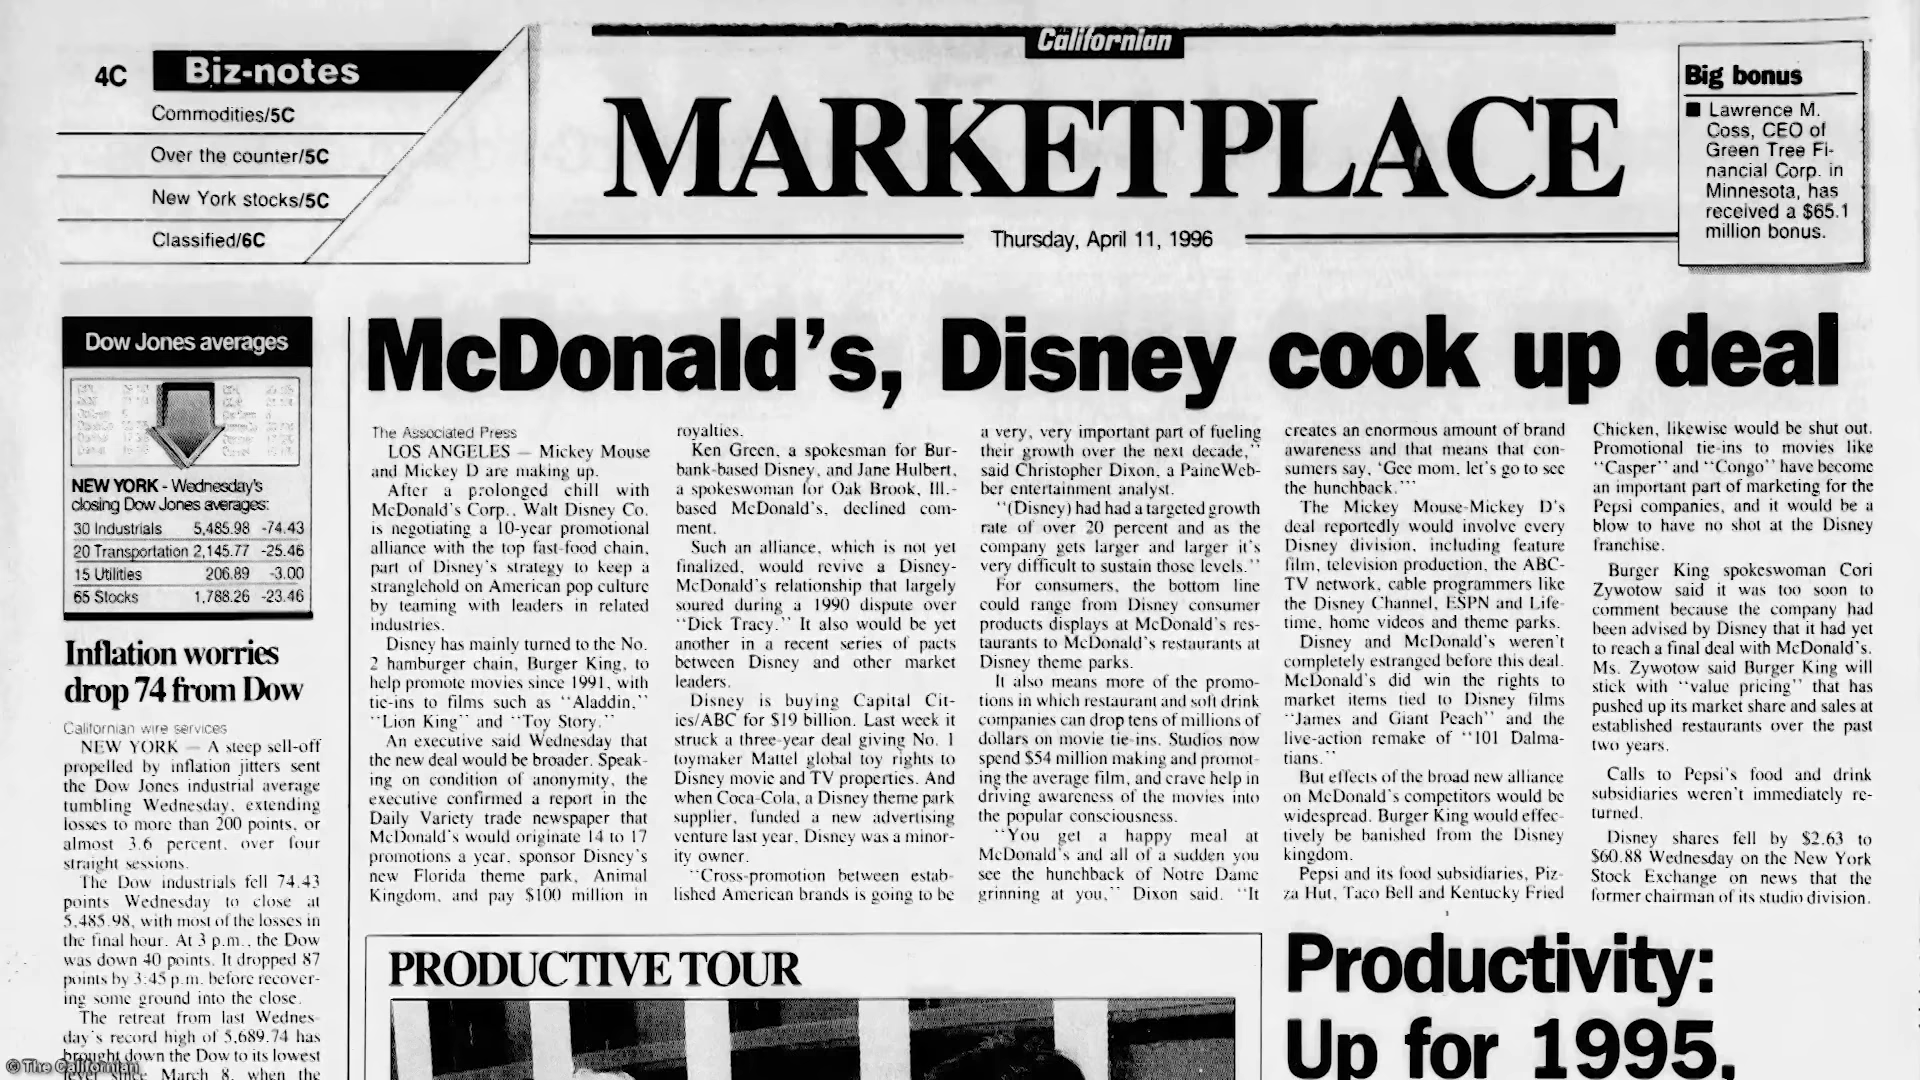 4C
Biz-notes
Commodities/5C
Over the counter/5C
New York stocks/5C
Classified/6C
Californian
MARKETPLACE
Thursday, April 11, 1996
Big bonus
■ Lawrence M.
Coss, CEO of
Green Tree Fi-
nancial Corp. in
Minnesota, has
received a $65.1
million bonus.
Dow Jones averages
NEW YORK - Wednesday's
closing Dow Jones averages:
30 Industrials 5,485.98 -74.43
20 Transportation 2,145.77 -25.46
15 Utilities 206.89 -3.00
65 Stocks 1,788.26 -23.46
Inflation worries
drop 74 from Dow
Californian wire services
NEW YORK — A steep sell-off
propelled by inflation jitters sent
the Dow Jones industrial average
tumbling Wednesday, extending
losses to more than 200 points, or
almost 3.6 percent, over four
straight sessions.
The Dow industrials fell 74.43
points Wednesday to close at
5,485.98, with most of the losses in
the final hour. At 3 p.m., the Dow
was down 40 points. It dropped 87
points by 3:45 p.m. before recover-
ing some ground into the close.
The retreat from last Wednes-
day's record high of 5,689.74 has
brought down the Dow to its lowest
level since March 8, when the
McDonald's, Disney cook up deal
The Associated Press
LOS ANGELES — Mickey Mouse
and Mickey D are making up.
After a prolonged chill with
McDonald's Corp., Walt Disney Co.
is negotiating a 10-year promotional
alliance with the top fast-food chain,
part of Disney's strategy to keep a
stranglehold on American pop culture
by teaming with leaders in related
industries.
Disney has mainly turned to the No.
2 hamburger chain, Burger King, to
help promote movies since 1991, with
tie-ins to films such as "Aladdin,"
"Lion King" and "Toy Story."
An executive said Wednesday that
the new deal would be broader. Speak-
ing on condition of anonymity, the
executive confirmed a report in the
Daily Variety trade newspaper that
McDonald's would originate 14 to 17
promotions a year, sponsor Disney's
new Florida theme park, Animal
Kingdom, and pay $100 million in
royalties.
Ken Green, a spokesman for Bur-
bank-based Disney, and Jane Hulbert,
a spokeswoman for Oak Brook, Ill.-
based McDonald's, declined com-
ment.
Such an alliance, which is not yet
finalized, would revive a Disney-
McDonald's relationship that largely
soured during a 1990 dispute over
"Dick Tracy." It also would be yet
another in a recent series of pacts
between Disney and other market
leaders.
Disney is buying Capital Cit-
ies/ABC for $19 billion. Last week it
struck a three-year deal giving No. 1
toymaker Mattel global toy rights to
Disney movie and TV properties. And
when Coca-Cola, a Disney theme park
supplier, funded a new advertising
venture last year, Disney was a minor-
ity owner.
"Cross-promotion between estab-
lished American brands is going to be
a very, very important part of fueling
their growth over the next decade,"
said Christopher Dixon, a PaineWeb-
ber entertainment analyst.
"(Disney) had had a targeted growth
rate of over 20 percent and as the
company gets larger and larger it's
very difficult to sustain those levels."
For consumers, the bottom line
could range from Disney consumer
products displays at McDonald's res-
taurants to McDonald's restaurants at
Disney theme parks.
It also means more of the promo-
tions in which restaurant and soft drink
companies can drop tens of millions of
dollars on movie tie-ins. Studios now
spend $54 million making and promot-
ing the average film, and crave help in
driving awareness of the movies into
the popular consciousness.
"You get a happy meal at
McDonald's and all of a sudden you
see the hunchback of Notre Dame
grinning at you," Dixon said. "It
creates an enormous amount of brand
awareness and that means that con-
sumers say, 'Gee mom, let's go to see
the hunchback.'"
The Mickey Mouse-Mickey D's
deal reportedly would involve every
Disney division, including feature
film, television production, the ABC-
TV network, cable programmers like
the Disney Channel, ESPN and Life-
time, home videos and theme parks.
Disney and McDonald's weren't
completely estranged before this deal.
McDonald's did win the rights to
market items tied to Disney films
"James and Giant Peach" and the
live-action remake of "101 Dalma-
tians."
But effects of the broad new alliance
on McDonald's competitors would be
widespread. Burger King would effec-
tively be banished from the Disney
kingdom.
Pepsi and its food subsidiaries, Piz-
za Hut, Taco Bell and Kentucky Fried
Chicken, likewise would be shut out.
Promotional tie-ins to movies like
"Casper" and "Congo" have become
an important part of marketing for the
Pepsi companies, and it would be a
blow to have no shot at the Disney
franchise.
Burger King spokeswoman Cori
Zywotow said it was too soon to
comment because the company had
been advised by Disney that it had yet
to reach a final deal with McDonald's.
Ms. Zywotow said Burger King will
stick with "value pricing" that has
pushed up its market share and sales at
established restaurants over the past
two years.
Calls to Pepsi's food and drink
subsidiaries weren't immediately re-
turned.
Disney shares fell by $2.63 to
$60.88 Wednesday on the New York
Stock Exchange on news that the
former chairman of its studio division.
PRODUCTIVE TOUR
Productivity:
Up for 1995,
© The Californian